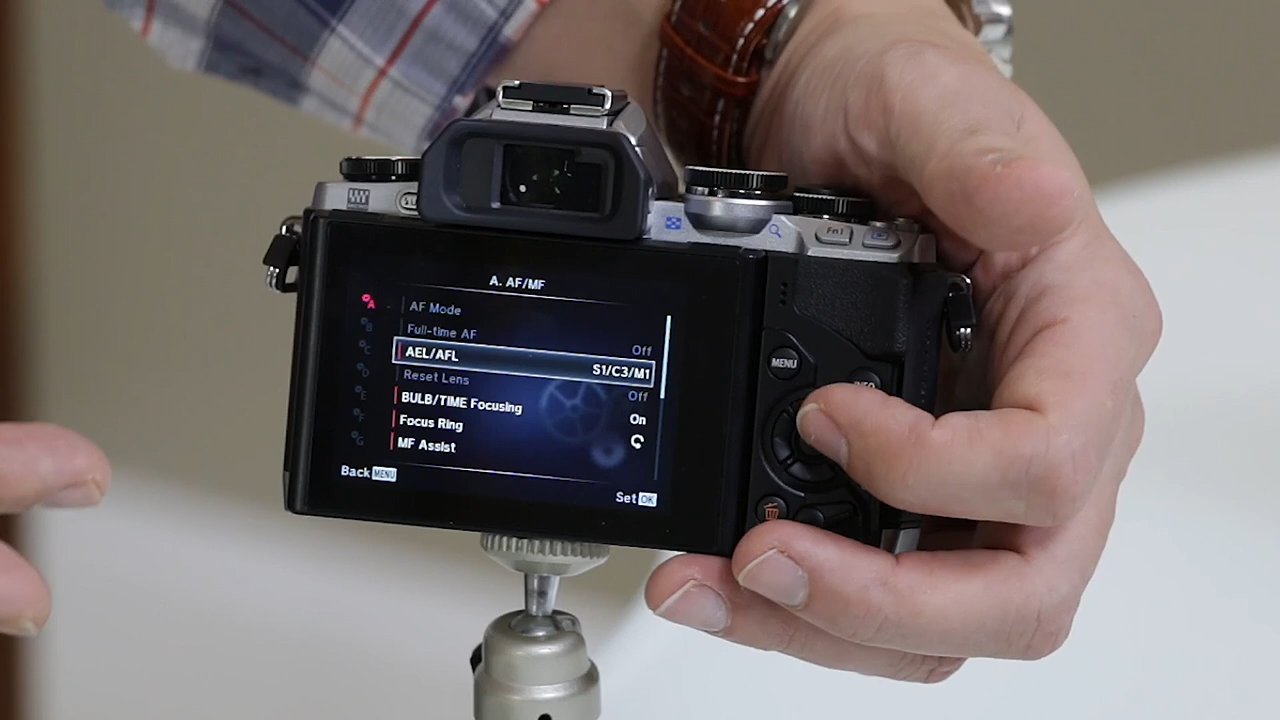 Fn1
A. AF/MF
A
B
C
D
E
F
G
AF Mode
Full-time AF Off
AEL/AFL S1/C3/M1
Reset Lens Off
BULB/TIME Focusing On
Focus Ring
MF Assist
Back MENU
Set OK
MENU